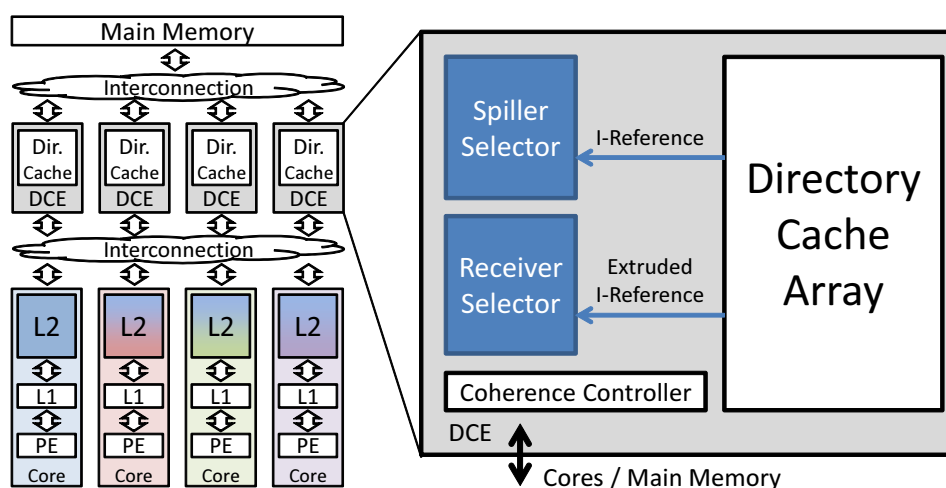 Main Memory
Interconnection
Dir.
Cache
DCE
Dir.
Cache
DCE
Dir.
Cache
DCE
Dir.
Cache
DCE
Interconnection
L2
L1
PE
Core
L2
L1
PE
Core
L2
L1
PE
Core
L2
L1
PE
Core
Spiller
Selector
I-Reference
Receiver
Selector
Extruded
I-Reference
Directory
Cache
Array
Coherence Controller
DCE
Cores / Main Memory